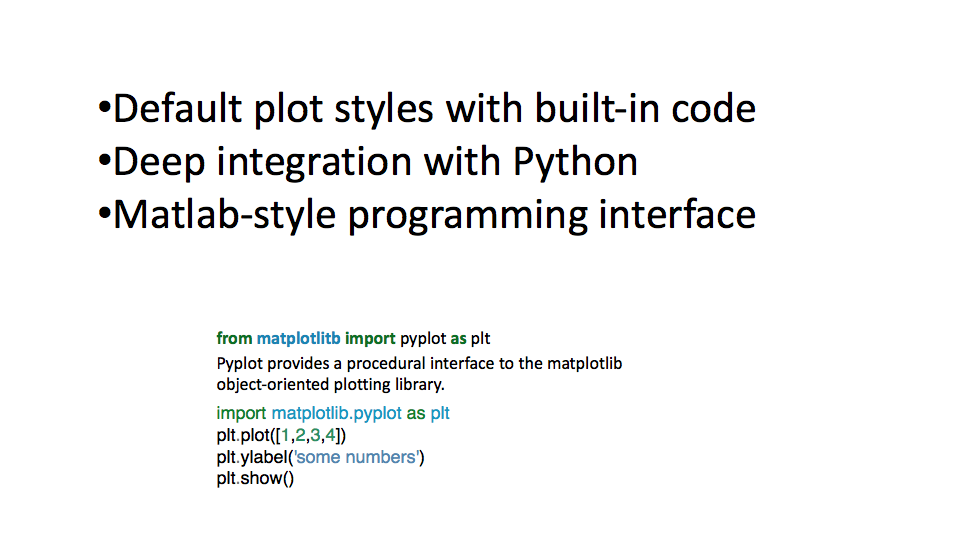 •Default plot styles with built-in code
•Deep integration with Python
•Matlab-style programming interface
from matplotlitb import pyplot as plt
Pyplot provides a procedural interface to the matplotlib
object-oriented plotting library.
import matplotlib.pyplot as plt
plt.plot([1,2,3,4])
plt.ylabel('some numbers')
plt.show()